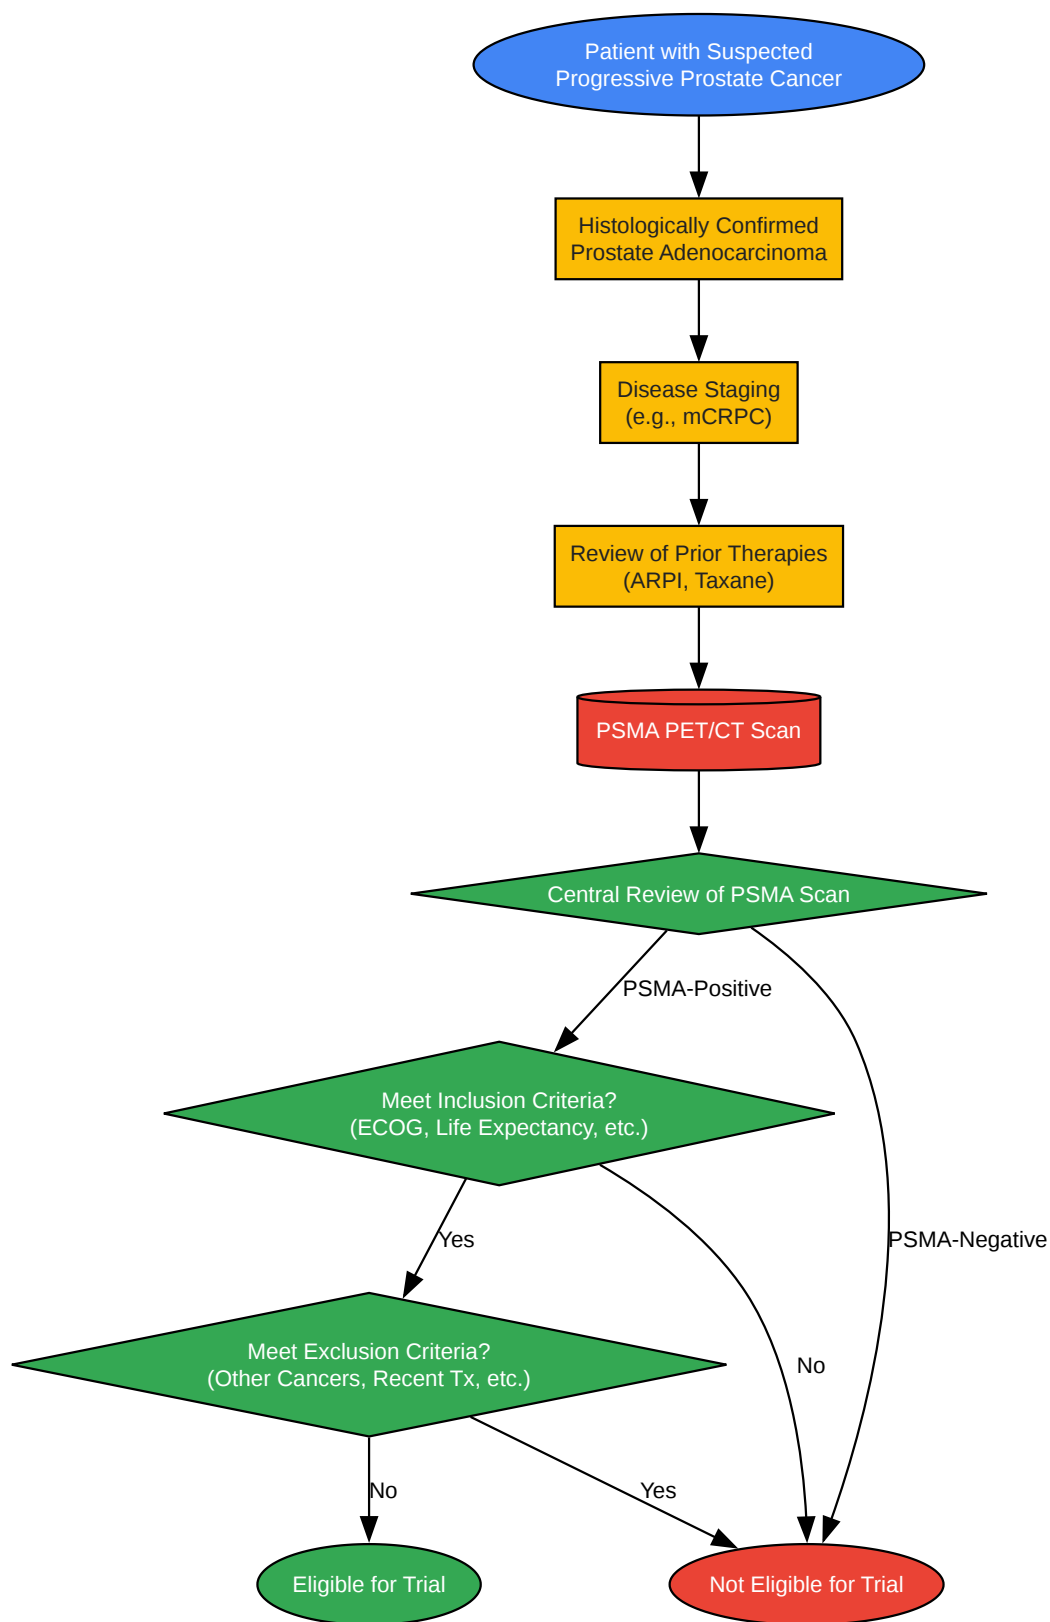 Patient with Suspected
Progressive Prostate Cancer
Histologically Confirmed
Prostate Adenocarcinoma
Disease Staging
(e.g., mCRPC)
Review of Prior Therapies
(ARPI, Taxane)
PSMA PET/CT Scan
Central Review of PSMA Scan
PSMA-Positive
Meet Inclusion Criteria?
(ECOG, Life Expectancy, etc.)
Yes
PSMA-Negative
Meet Exclusion Criteria?
(Other Cancers, Recent Tx, etc.)
No
No
Yes
Eligible for Trial
Not Eligible for Trial